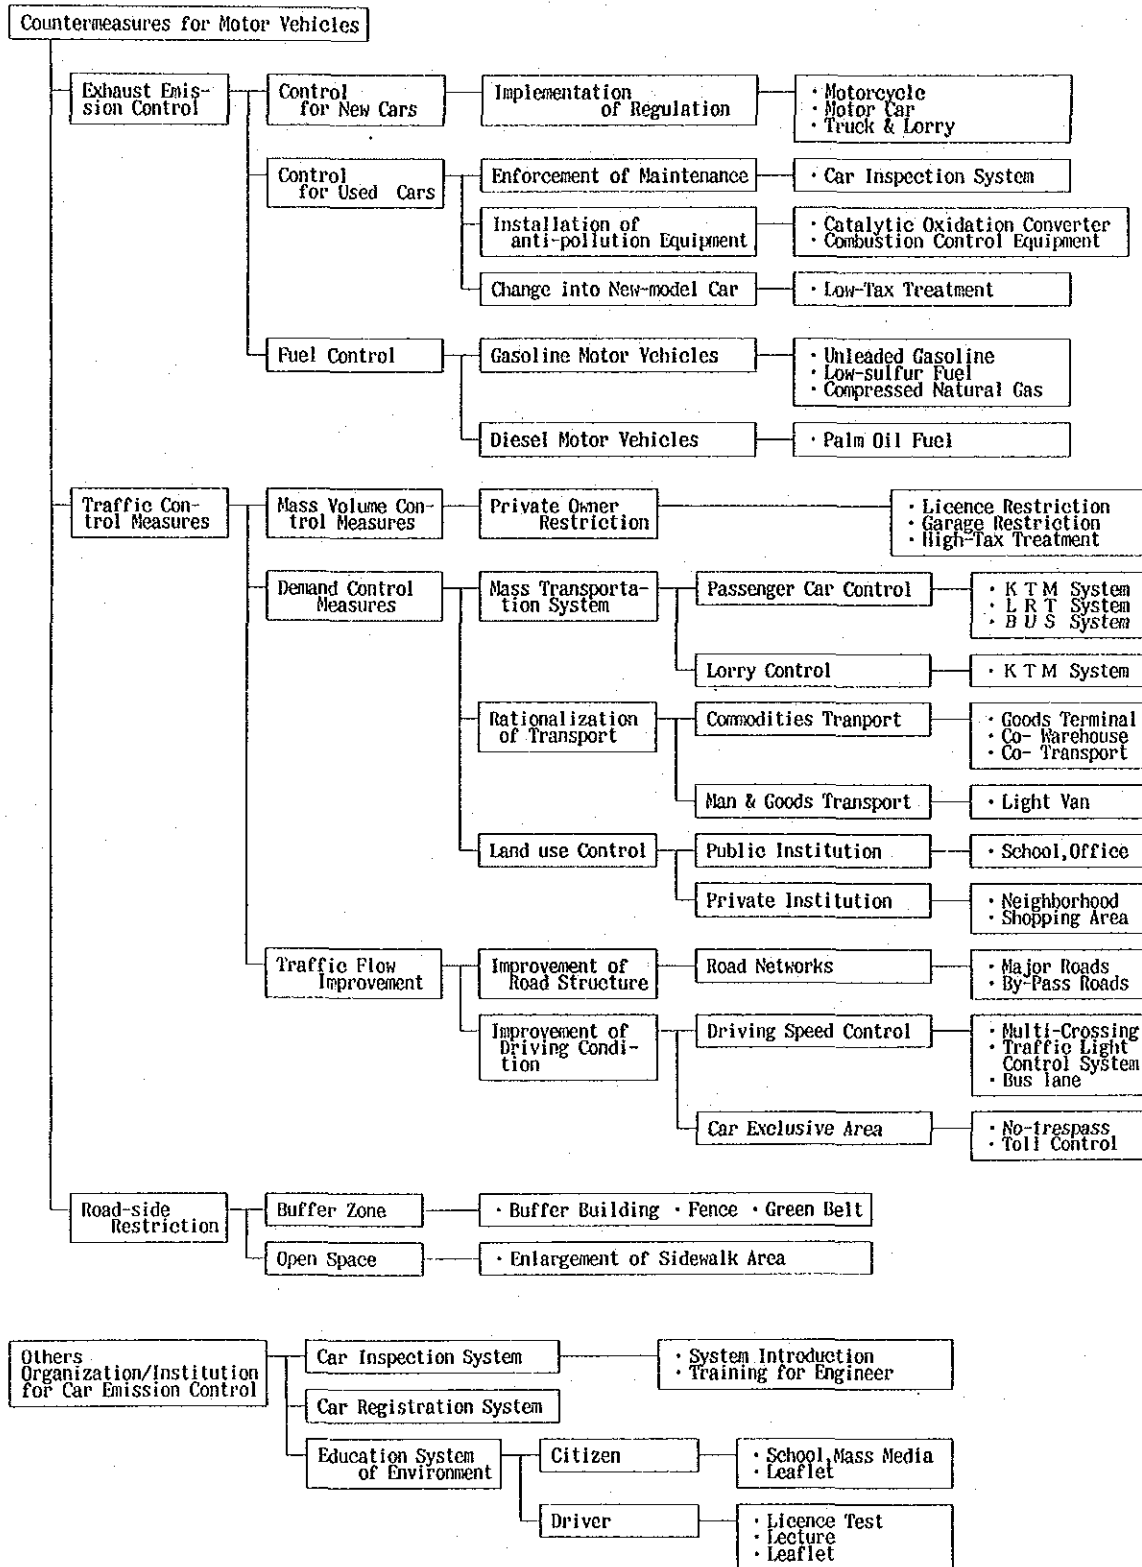 Countermeasures for Motor Vehicles
Exhaust Emis-
sion Control
Control
for New Cars
Implementation
of Regulation
・Motorcycle
・Motor Car
・Truck & Lorry
Control
for Used Cars
Enforcement of Maintenance
・Car Inspection System
Installation of
anti-pollution Equipment
・Catalytic Oxidation Converter
・Combustion Control Equipment
Change into New-model Car
・Low-Tax Treatment
Fuel Control
Gasoline Motor Vehicles
・Unleaded Gasoline
・Low-sulfur Fuel
・Compressed Natural Gas
Diesel Motor Vehicles
・Palm Oil Fuel
Traffic Con-
trol Measures
Mass Volume Con-
trol Measures
Private Owner
Restriction
・Licence Restriction
・Garage Restriction
・High-Tax Treatment
Demand Control
Measures
Mass Transporta-
tion System
Passenger Car Control
・K T M System
・L R T System
・B U S System
Lorry Control
・K T M System
Rationalization
of Transport
Commodities Tranport
・Goods Terminal
・Co- Warehouse
・Co- Transport
Man & Goods Transport
・Light Van
Land use Control
Public Institution
・School,Office
Private Institution
・Neighborhood
・Shopping Area
Traffic Flow
Improvement
Improvement of
Road Structure
Road Networks
・Major Roads
・By-Pass Roads
Improvement of
Driving Condi-
tion
Driving Speed Control
・Multi-Crossing
・Traffic Light
Control System
・Bus lane
Car Exclusive Area
・No-trespass
・Toll Control
Road-side
Restriction
Buffer Zone
・Buffer Building ・Fence ・Green Belt
Open Space
・Enlargement of Sidewalk Area
Others
Organization/Institution
for Car Emission Control
Car Inspection System
・System Introduction
・Training for Engineer
Car Registration System
Education System
of Environment
Citizen
・School,Mass Media
・Leaflet
Driver
・Licence Test
・Lecture
・Leaflet